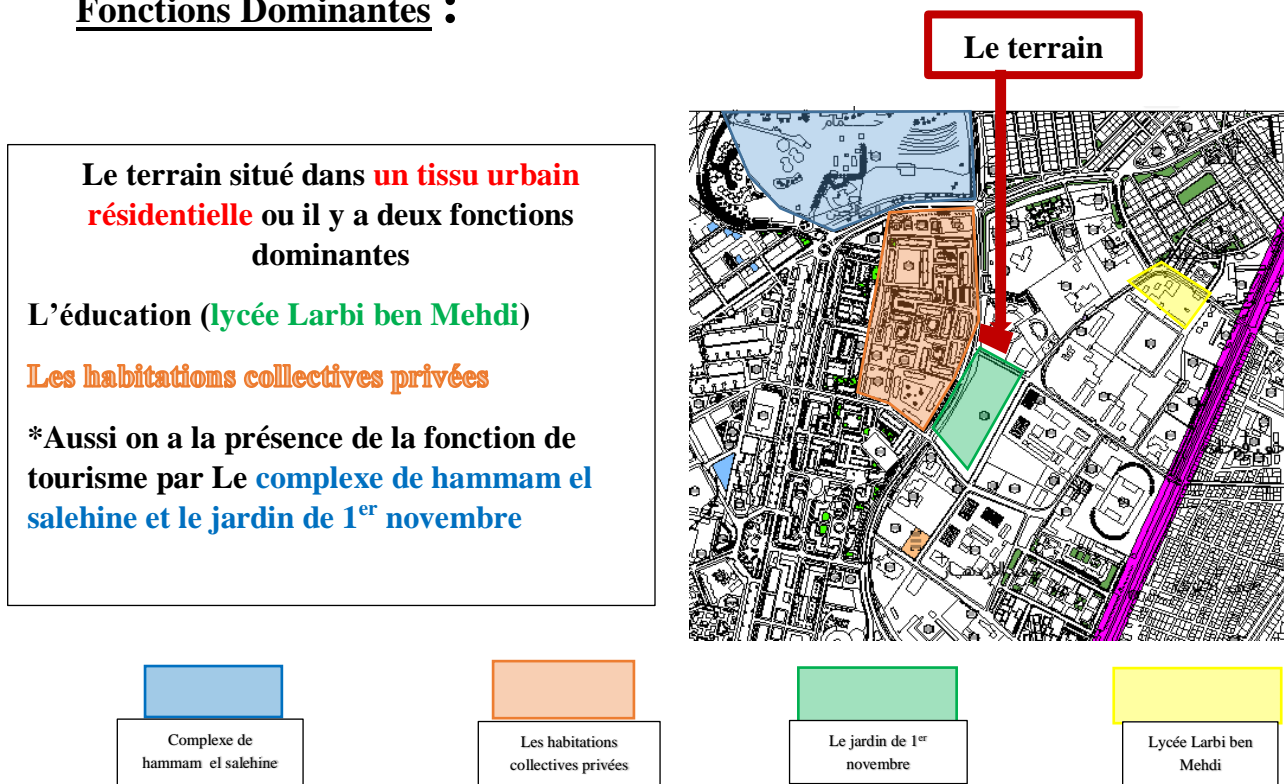 Fonctions Dominantes :
Le terrain
Le terrain situé dans un tissu urbain
résidentielle ou il y a deux fonctions
dominantes
L'éducation (lycée Larbi ben Mehdi)
Les habitations collectives privées
*Aussi on a la présence de la fonction de
tourisme par Le complexe de hammam el
salehine et le jardin de 1er novembre
Complexe de
hammam el salehine
Les habitations
collectives privées
Le jardin de 1er
novembre
Lycée Larbi ben
Mehdi